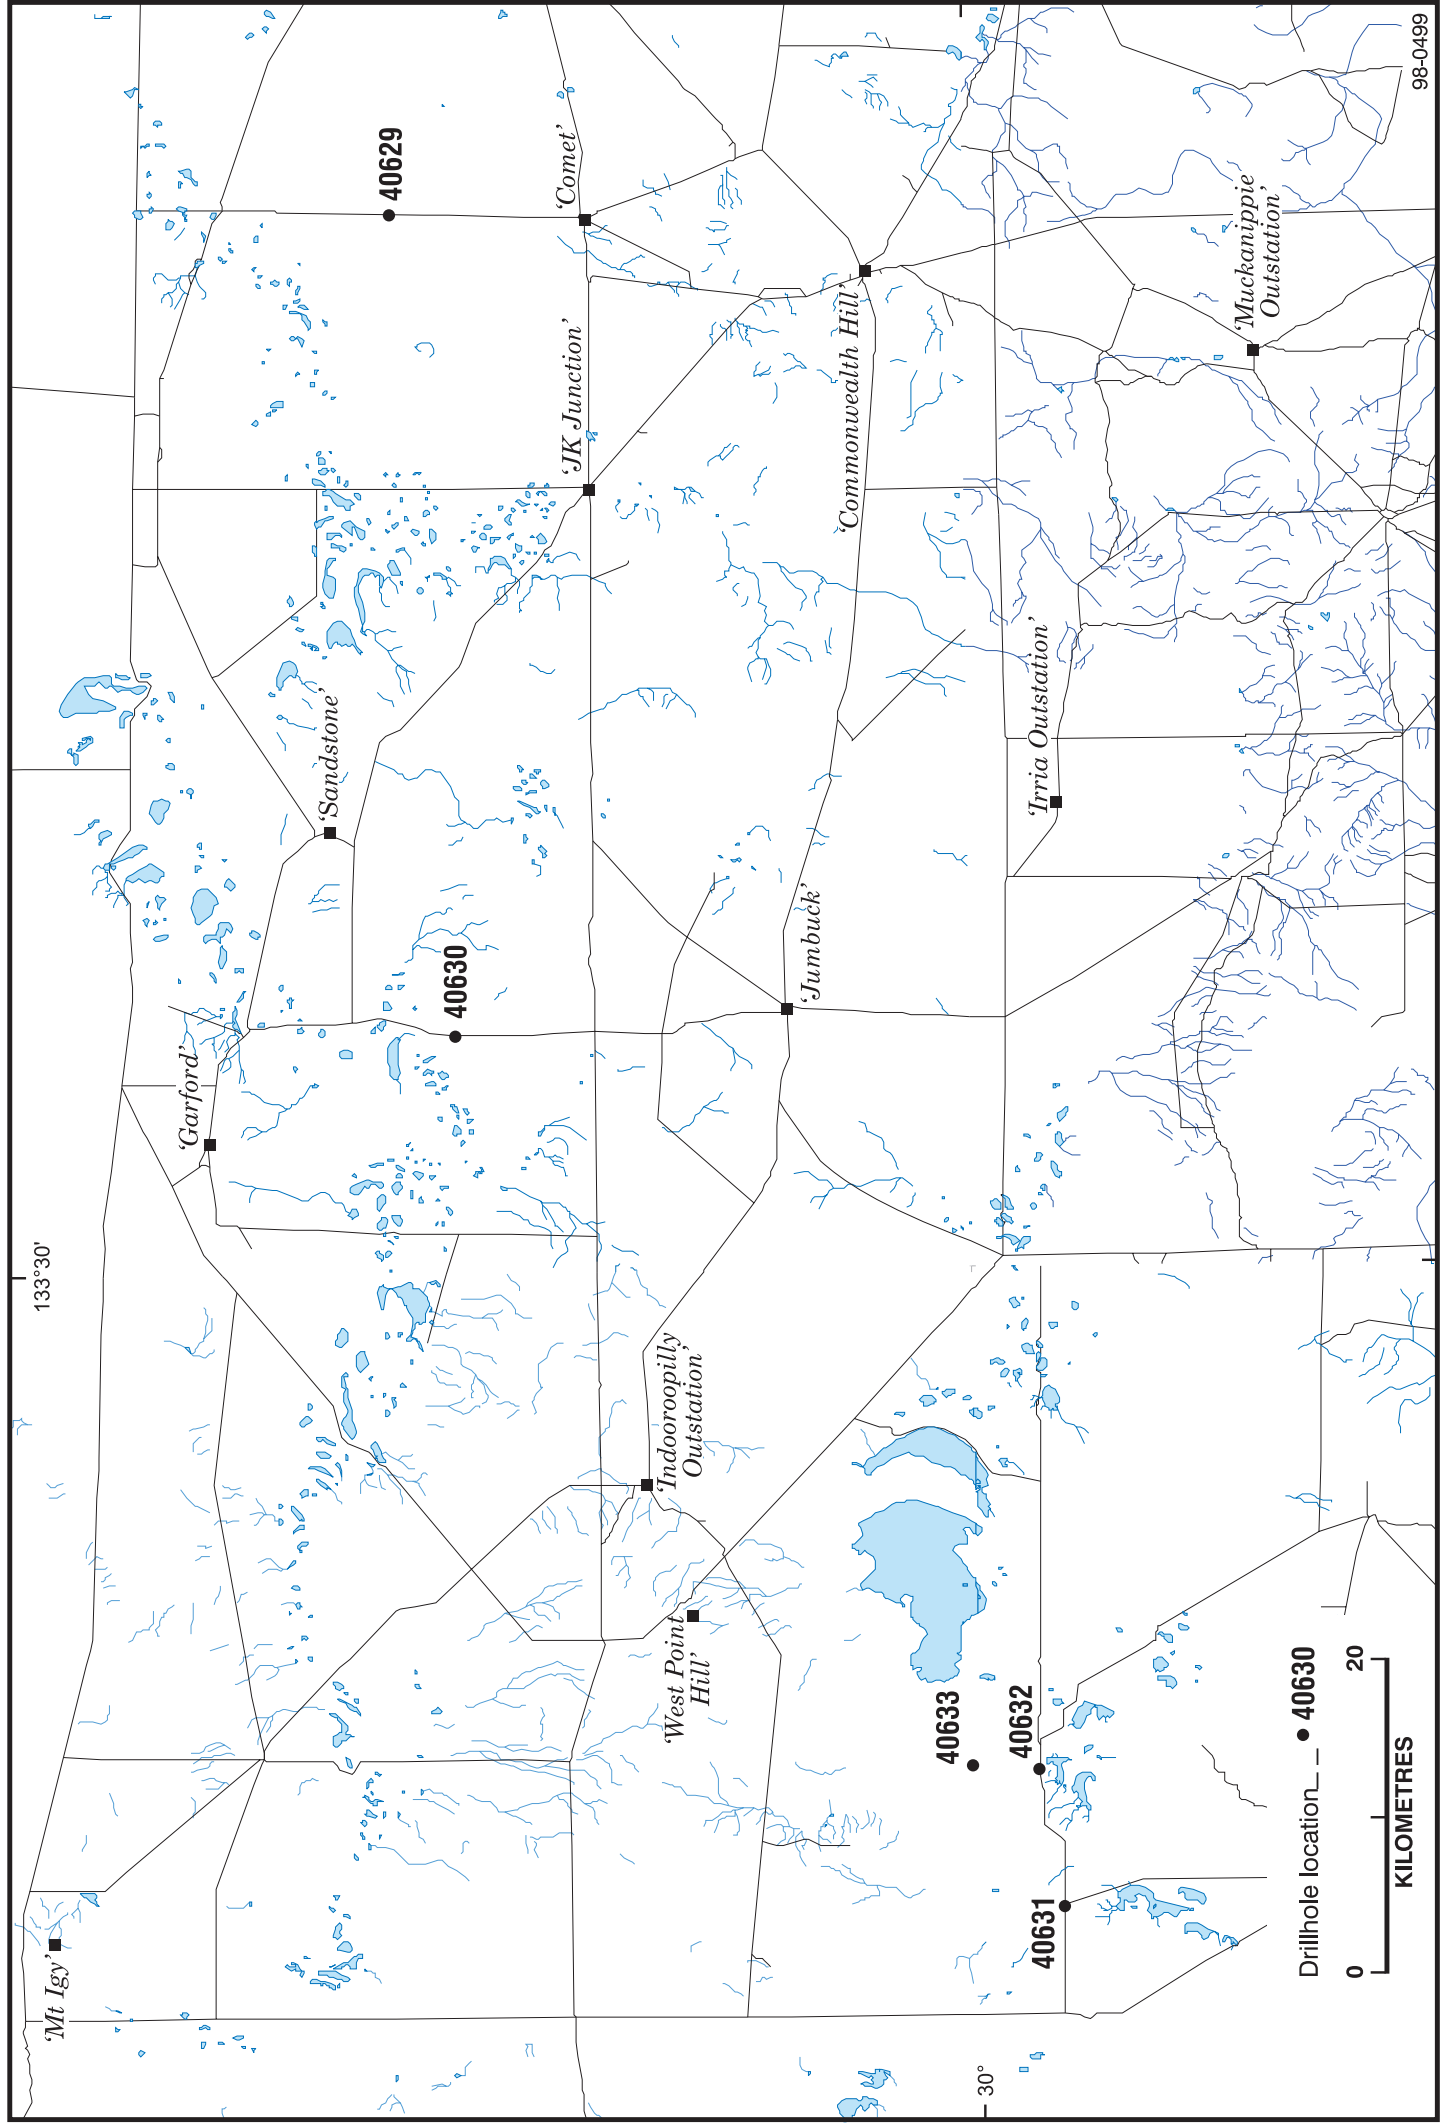 133°30'
'Mt Igy'
'Garford'
'Sandstone'
40629
40630
'Comet'
'JK Junction'
'Indooroopilly
Outstation'
'West Point
Hill'
'Jumbuck'
'Commonwealth Hill'
40633
40632
40631
30°
'Irria Outstation'
'Muckanippie
Outstation'
Drillhole location
40630
0
20
KILOMETRES
98-0499